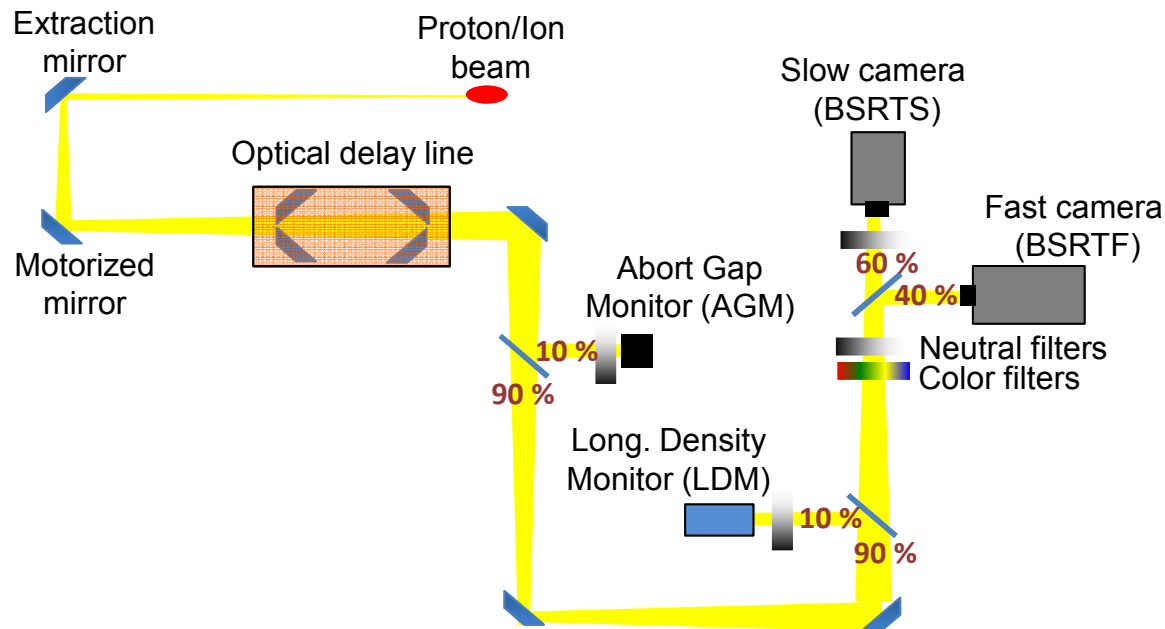 Extraction
mirror
Proton/Ion
beam
Slow camera
(BSRTS)
Optical delay line
Fast camera
(BSRTF)
Motorized
mirror
60 %
40 %
Abort Gap
Monitor (AGM)
10 %
90 %
Neutral filters
Color filters
Long. Density
Monitor (LDM)
10 %
90 %